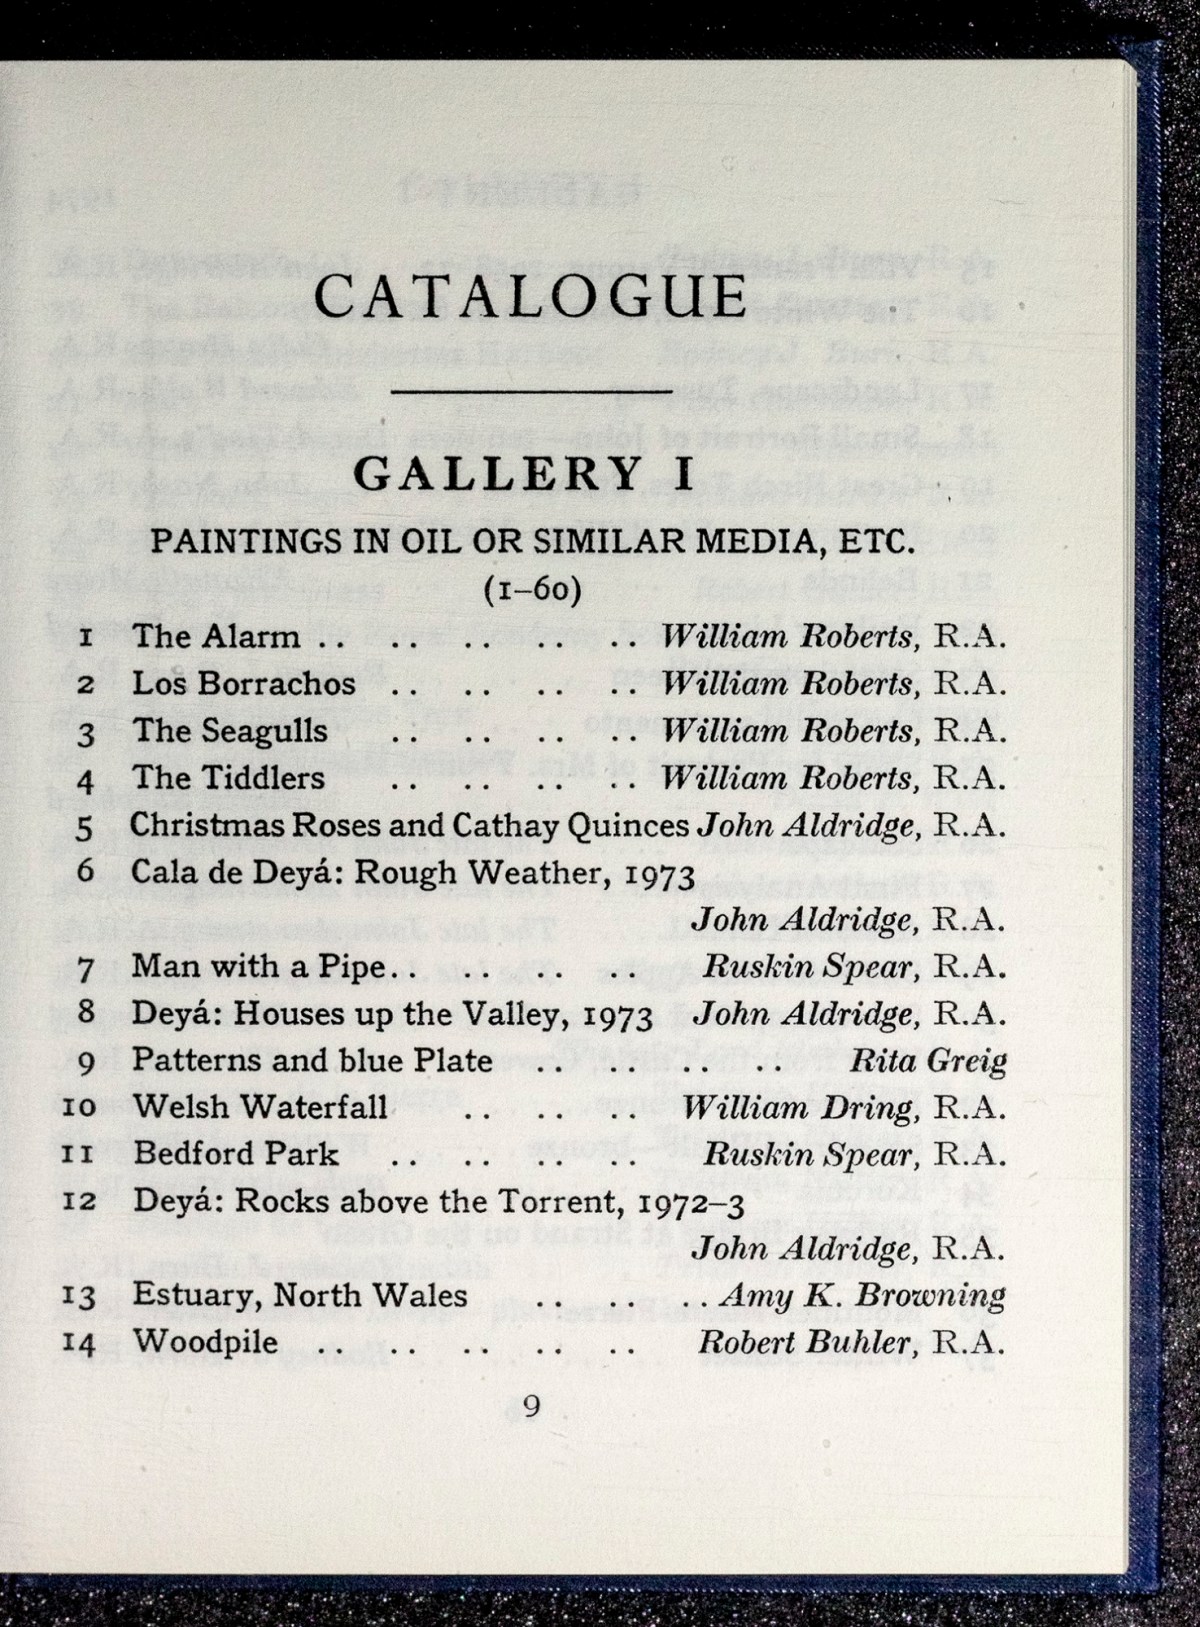 CATALOGUE
GALLERY I
PAINTINGS IN OIL OR SIMILAR MEDIA, ETC.
(1–60)
1 The Alarm .. .. .. .. .. William Roberts, R.A.
2 Los Borrachos .. .. .. .. William Roberts, R.A.
3 The Seagulls .. .. .. .. William Roberts, R.A.
4 The Tiddlers .. .. .. .. William Roberts, R.A.
5 Christmas Roses and Cathay Quinces John Aldridge, R.A.
6 Cala de Deyá: Rough Weather, 1973
John Aldridge, R.A.
7 Man with a Pipe.. .. .. .. Ruskin Spear, R.A.
8 Deyá: Houses up the Valley, 1973 John Aldridge, R.A.
9 Patterns and blue Plate .. .. .. .. Rita Greig
10 Welsh Waterfall .. .. .. William Dring, R.A.
11 Bedford Park .. .. .. .. Ruskin Spear, R.A.
12 Deyá: Rocks above the Torrent, 1972–3
John Aldridge, R.A.
13 Estuary, North Wales .. .. .. Amy K. Browning
14 Woodpile .. .. .. .. .. Robert Buhler, R.A.
9